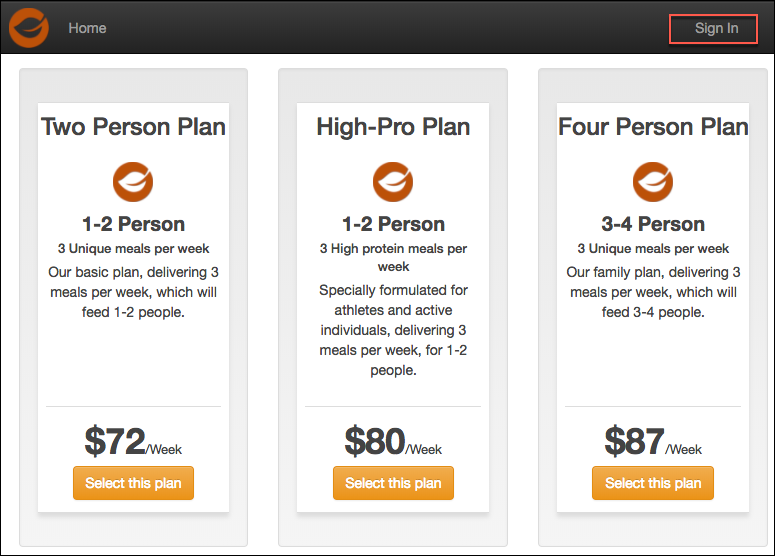 Home
Sign In
Two Person Plan
1-2 Person
3 Unique meals per week
Our basic plan, delivering 3
meals per week, which will
feed 1-2 people.
$72/Week
Select this plan
High-Pro Plan
1-2 Person
3 High protein meals per
week
Specially formulated for
athletes and active
individuals, delivering 3
meals per week, for 1-2
people.
$80/Week
Select this plan
Four Person Plan
3-4 Person
3 Unique meals per week
Our family plan, delivering 3
meals per week, which will
feed 3-4 people.
$87/Week
Select this plan